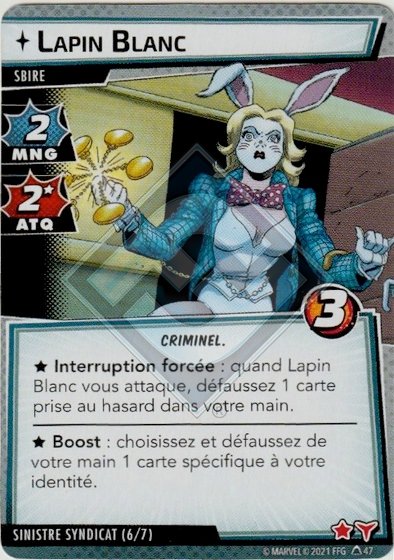 LAPIN BLANC
SBIRE
2
MNG
2
ATQ
3
CRIMINEL.
Interruption forcée : quand Lapin
Blanc vous attaque, défaussez 1 carte
prise au hasard dans votre main.
Boost : choisissez et défaussez de
votre main 1 carte spécifique à votre
identité.
SINISTRE SYNDICAT (6/7)
© MARVEL © 2021 FFG 47